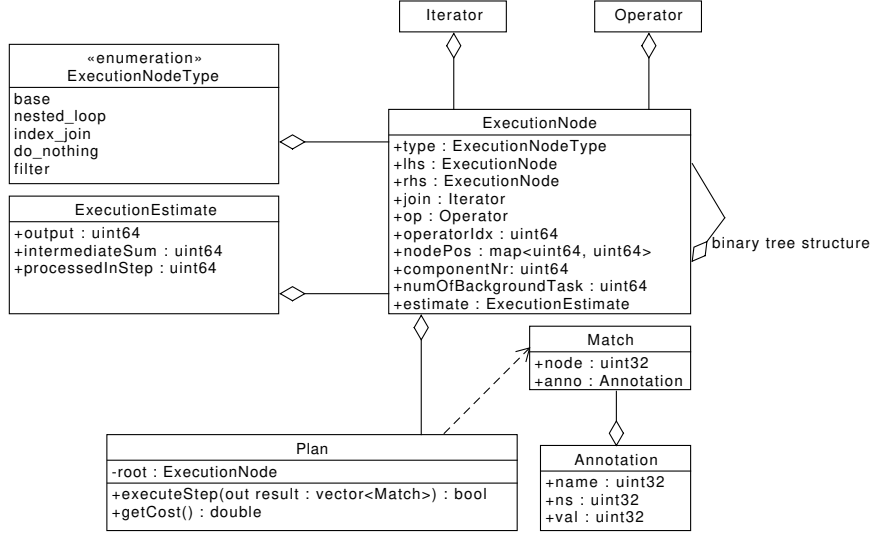 Iterator
Operator
«enumeration»
ExecutionNodeType
base
nested_loop
index_join
do_nothing
filter
ExecutionNode
+type : ExecutionNodeType
+lhs : ExecutionNode
+rhs : ExecutionNode
+join : Iterator
+op : Operator
+operatorIdx : uint64
+nodePos : map<uint64, uint64>
+componentNr: uint64
+numOfBackgroundTask : uint64
+estimate : ExecutionEstimate
binary tree structure
ExecutionEstimate
+output : uint64
+intermediateSum : uint64
+processedInStep : uint64
Match
+node : uint32
+anno : Annotation
Plan
-root : ExecutionNode
+executeStep(out result : vector<Match>) : bool
+getCost() : double
Annotation
+name : uint32
+ns : uint32
+val : uint32